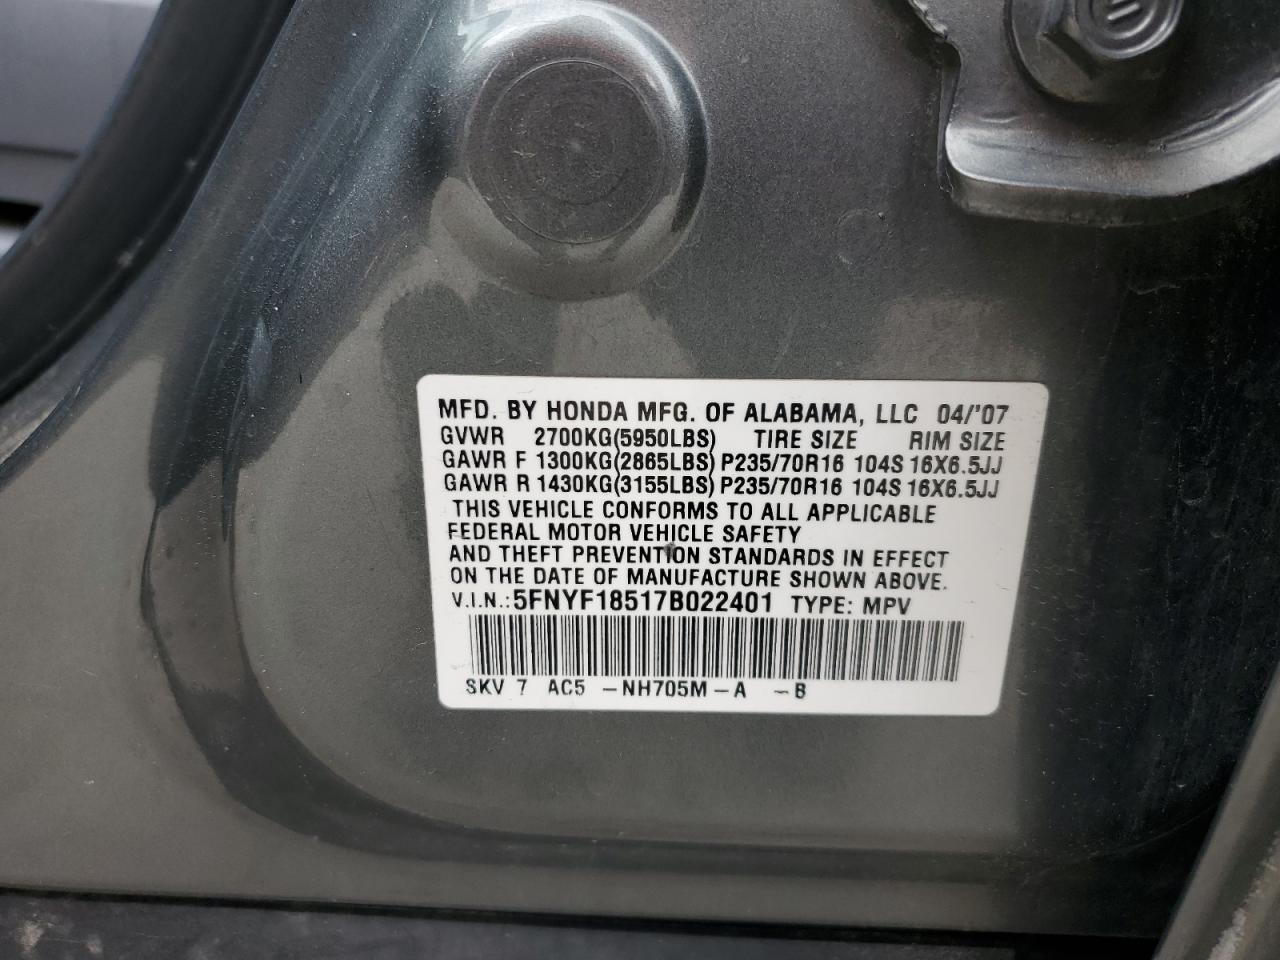 MFD. BY HONDA MFG. OF ALABAMA, LLC 04/'07
GVWR 2700KG(5950LBS) TIRE SIZE RIM SIZE
GAWR F 1300KG(2865LBS) P235/70R16 104S 16X6.5JJ
GAWR R 1430KG(3155LBS) P235/70R16 104S 16X6.5JJ
THIS VEHICLE CONFORMS TO ALL APPLICABLE
FEDERAL MOTOR VEHICLE SAFETY
AND THEFT PREVENTION STANDARDS IN EFFECT
ON THE DATE OF MANUFACTURE SHOWN ABOVE.
V.I.N.: 5FNYF18517B022401 TYPE: MPV
SKV 7 AC5 -NH705M-A -B